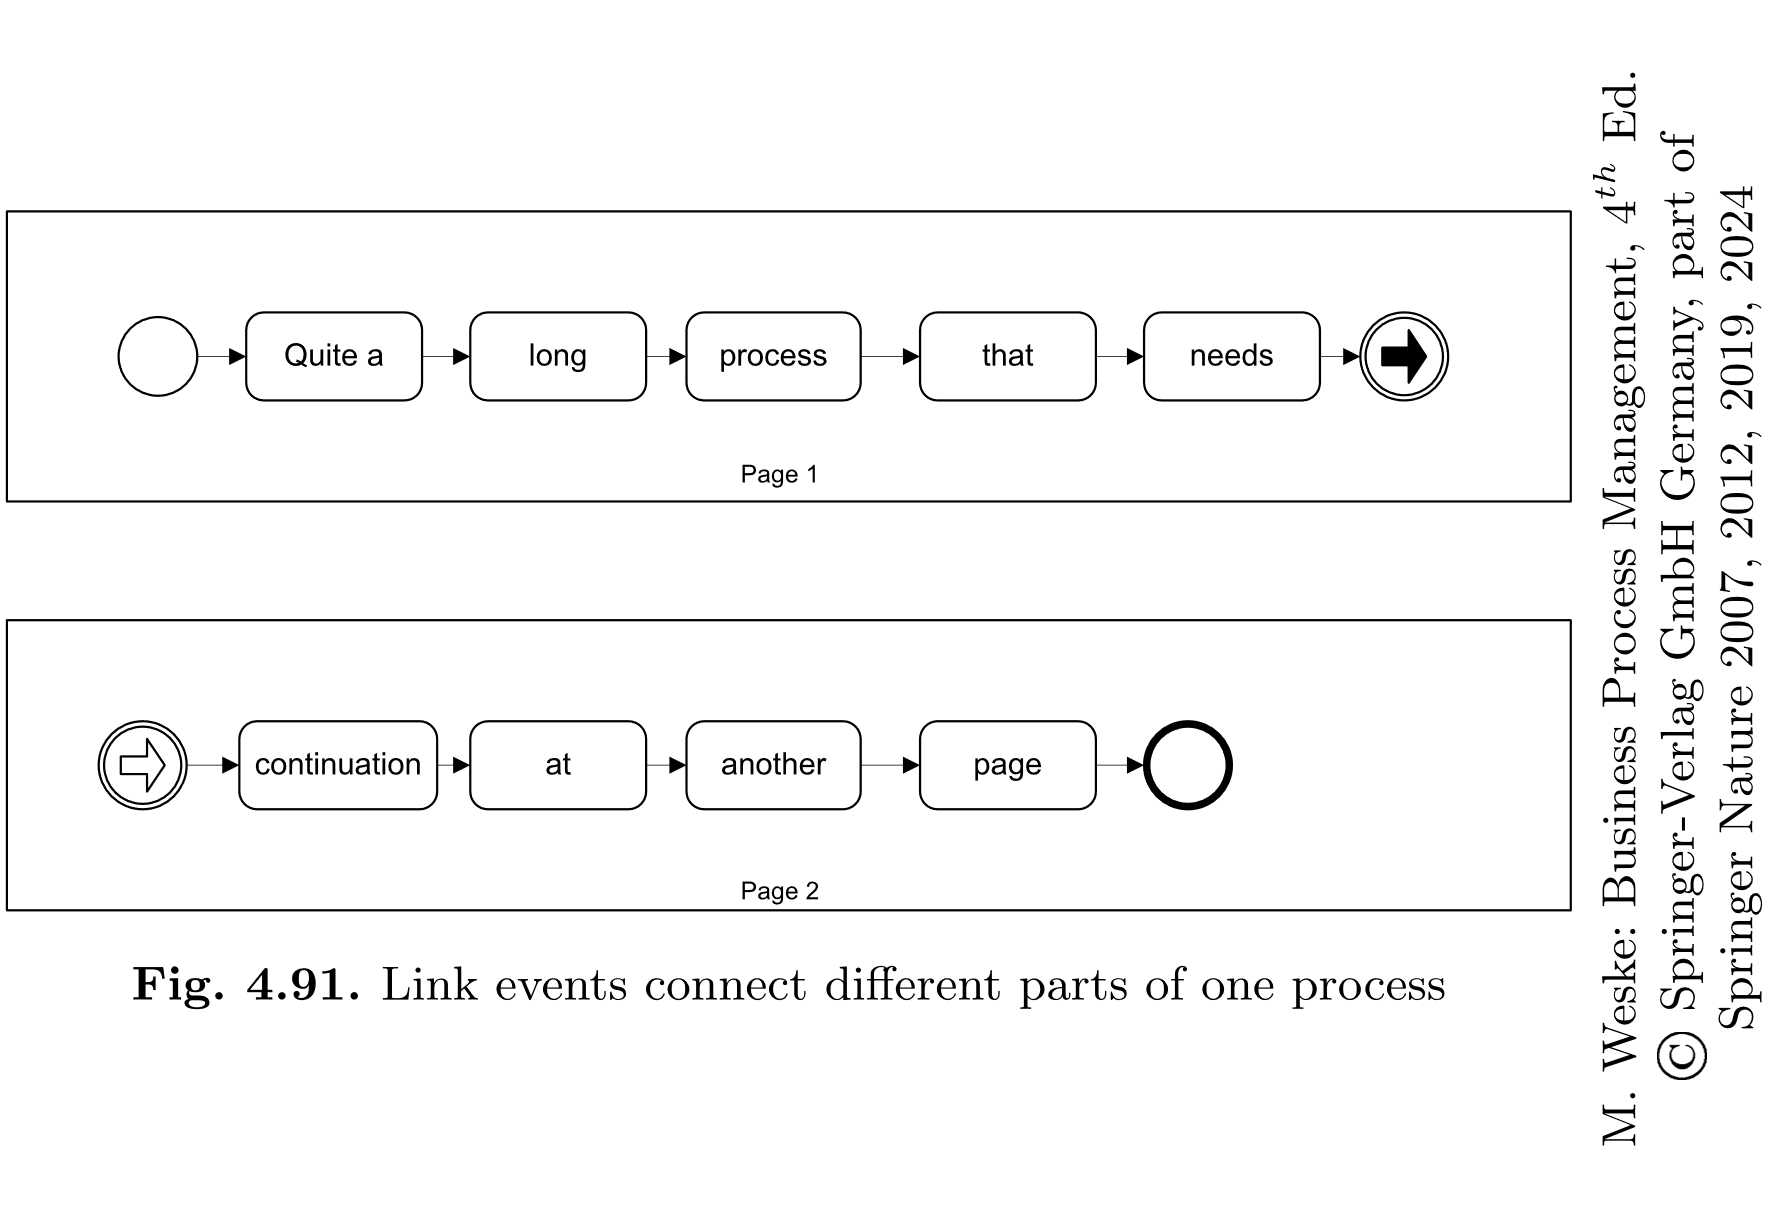 Quite a
long
process
that
needs
Page 1
continuation
at
another
page
Page 2
Fig. 4.91. Link events connect different parts of one process
M. Weske: Business Process Management, 4th Ed.
© Springer-Verlag GmbH Germany, part of
Springer Nature 2007, 2012, 2019, 2024